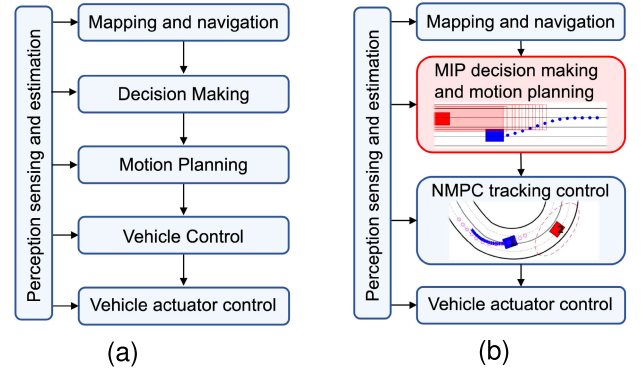 Perception sensing and estimation
Mapping and navigation
Decision Making
Motion Planning
Vehicle Control
Vehicle actuator control
(a)
Perception sensing and estimation
Mapping and navigation
MIP decision making
and motion planning
NMPC tracking control
Vehicle actuator control
(b)